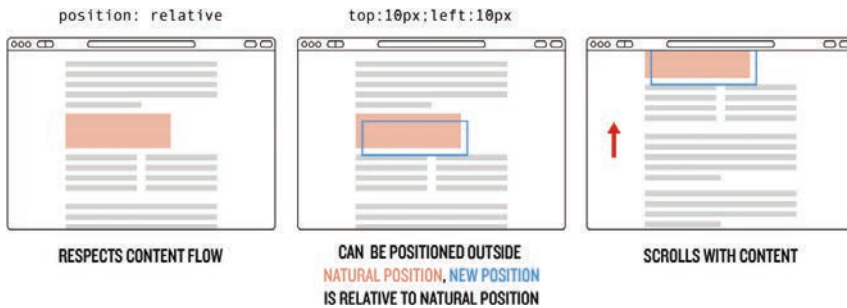 position: relative
top:10px;left:10px
RESPECTS CONTENT FLOW
CAN BE POSITIONED OUTSIDE
NATURAL POSITION, NEW POSITION
IS RELATIVE TO NATURAL POSITION
SCROLLS WITH CONTENT